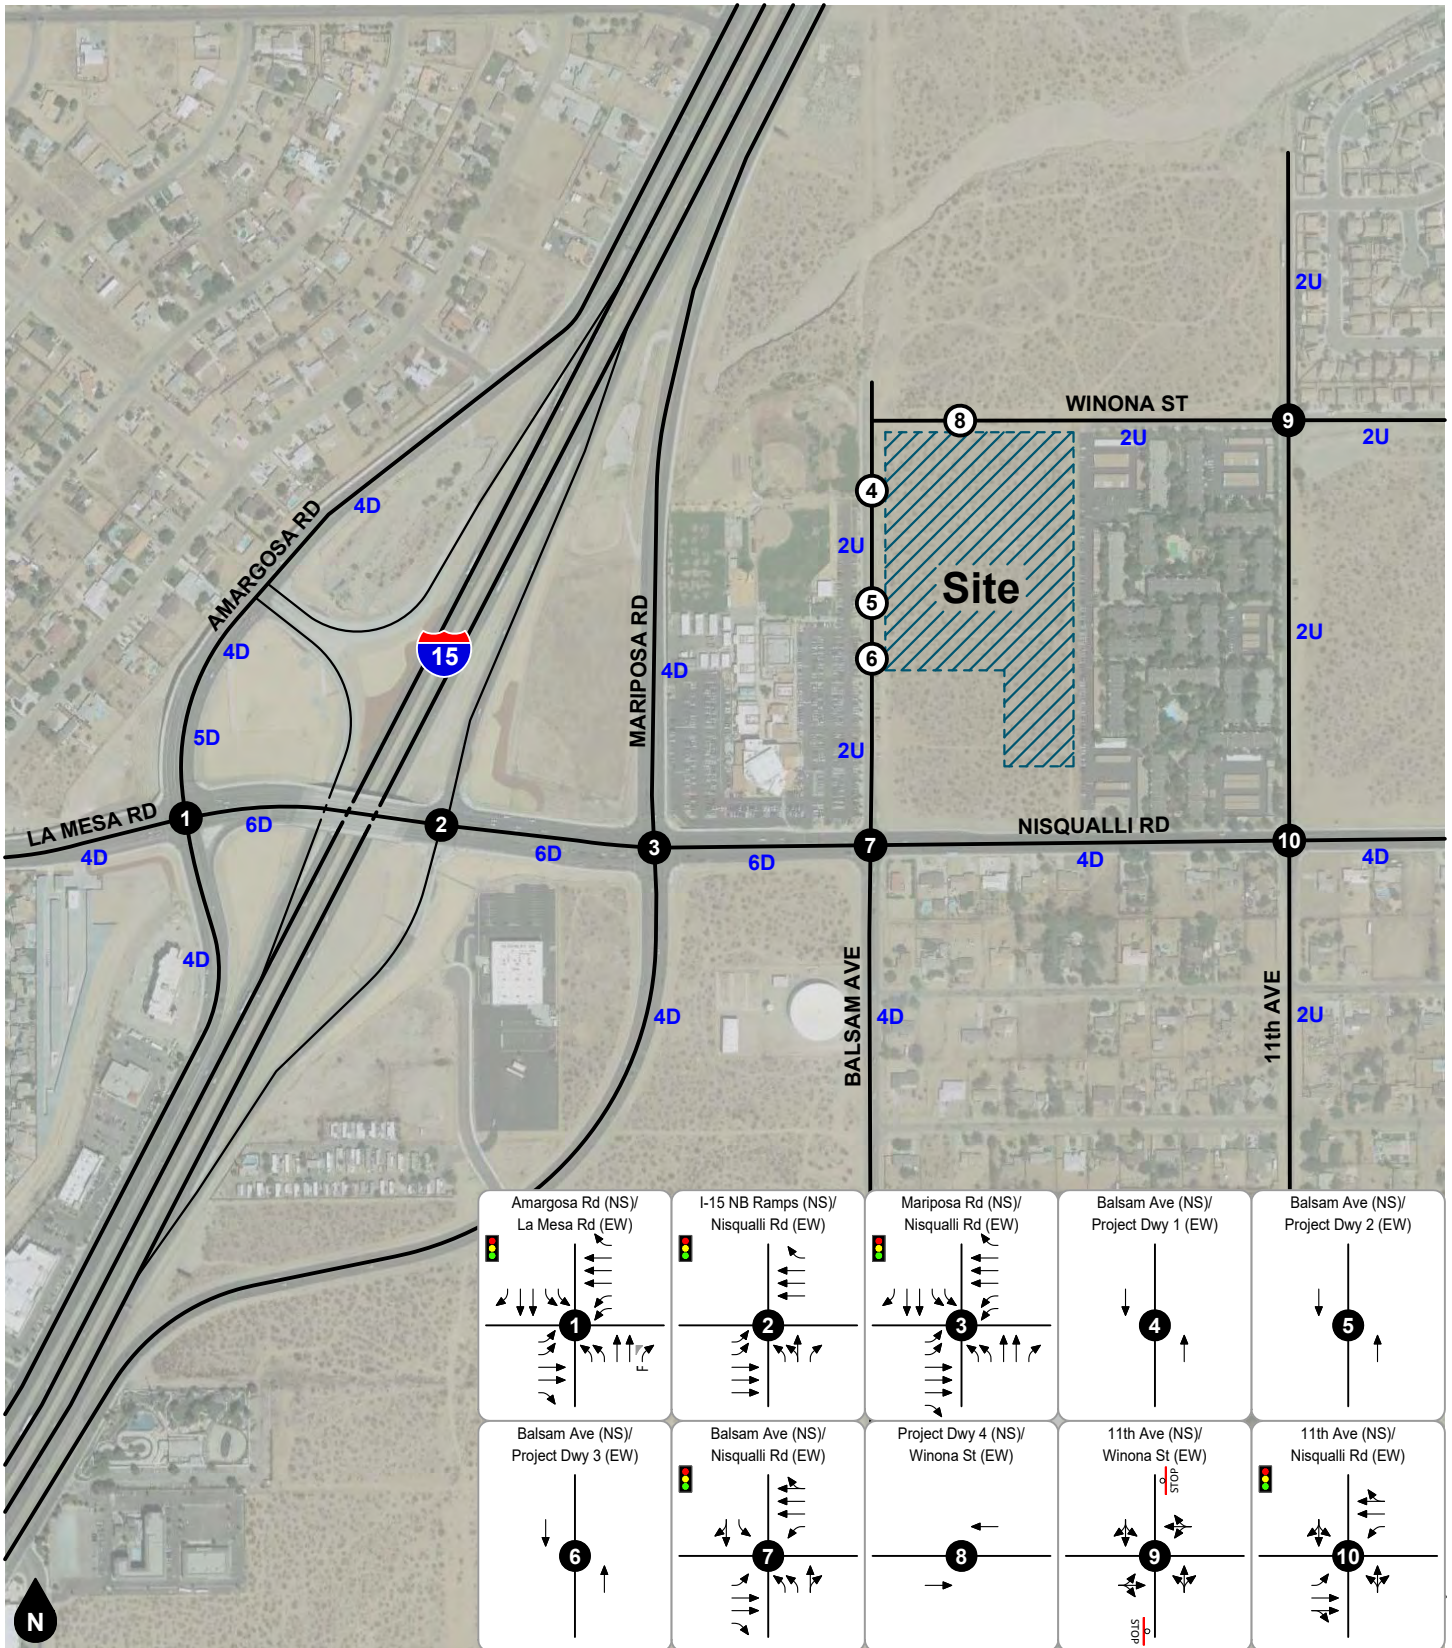 WINONA ST
8
9
2U
2U
2U
4
2U
5
6
Site
AMARGOSA RD
4D
4D
5D
15
MARIPOSA RD
4D
2U
2U
LA MESA RD
1
6D
4D
2
6D
3
6D
7
NISQUALLI RD
4D
10
4D
4D
4D
BALSAM AVE
4D
11th AVE
2U
Amargosa Rd (NS)/
La Mesa Rd (EW)
1
F
I-15 NB Ramps (NS)/
Nisqualli Rd (EW)
2
Mariposa Rd (NS)/
Nisqualli Rd (EW)
3
Balsam Ave (NS)/
Project Dwy 1 (EW)
4
Balsam Ave (NS)/
Project Dwy 2 (EW)
5
Balsam Ave (NS)/
Project Dwy 3 (EW)
6
Balsam Ave (NS)/
Nisqualli Rd (EW)
7
Project Dwy 4 (NS)/
Winona St (EW)
8
11th Ave (NS)/
Winona St (EW)
STOP
9
STOP
11th Ave (NS)/
Nisqualli Rd (EW)
10
N